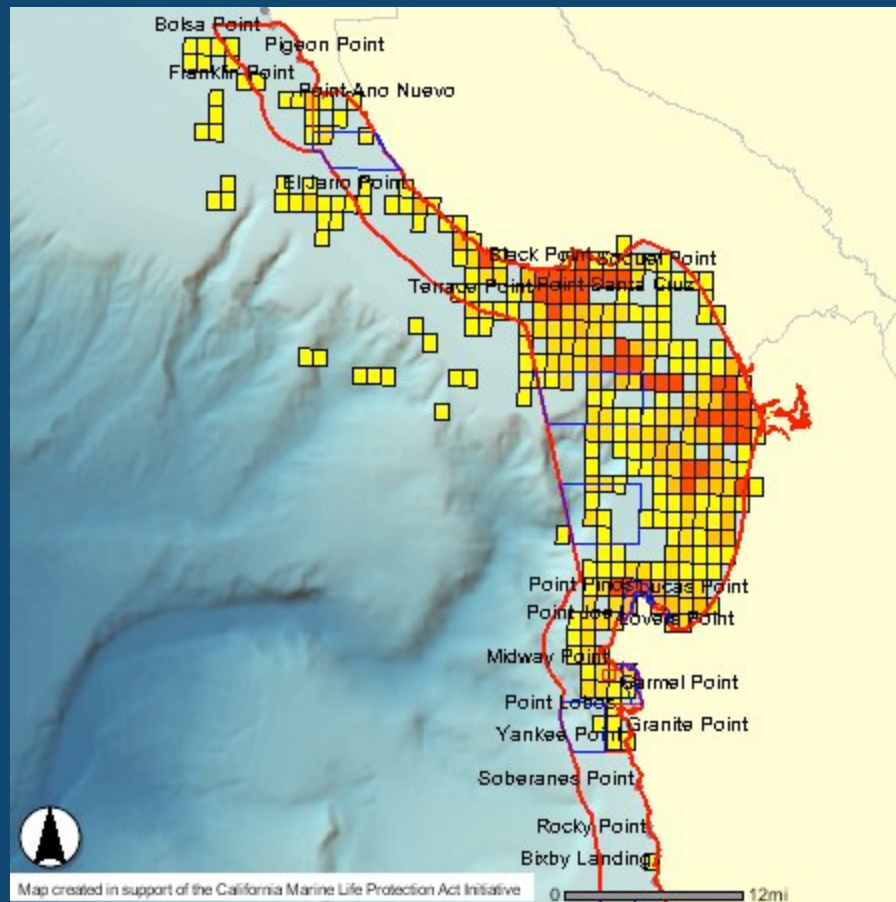 Bolsa Point
Pigeon Point
Franklin Point
Point Ano Nuevo
El Jarro Point
Black Point
Soquel Point
Terrace Point
Point Santa Cruz
Point Pinos
Lucas Point
Point Joe
Lovers Point
Midway Point
Carmel Point
Point Lobos
Granite Point
Yankee Point
Soberanes Point
Rocky Point
Bixby Landing
Map created in support of the California Marine Life Protection Act Initiative
0 12mi